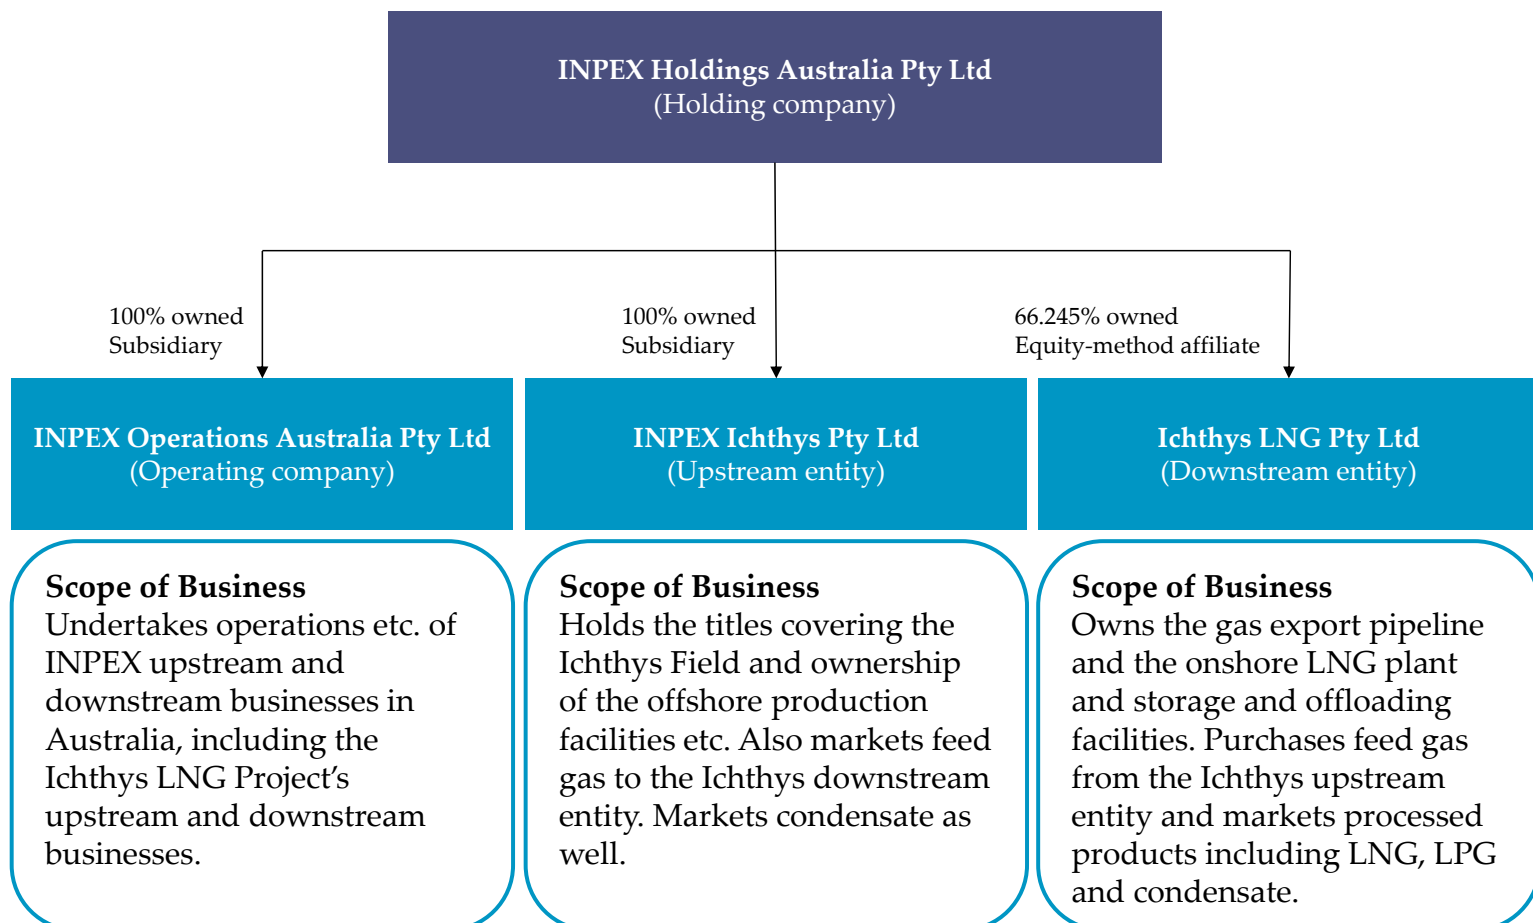 INPEX Holdings Australia Pty Ltd
(Holding company)
100% owned
Subsidiary
100% owned
Subsidiary
66.245% owned
Equity-method affiliate
INPEX Operations Australia Pty Ltd
(Operating company)
INPEX Ichthys Pty Ltd
(Upstream entity)
Ichthys LNG Pty Ltd
(Downstream entity)
Scope of Business
Undertakes operations etc. of
INPEX upstream and
downstream businesses in
Australia, including the
Ichthys LNG Project’s
upstream and downstream
businesses.
Scope of Business
Holds the titles covering the
Ichthys Field and ownership
of the offshore production
facilities etc. Also markets feed
gas to the Ichthys downstream
entity. Markets condensate as
well.
Scope of Business
Owns the gas export pipeline
and the onshore LNG plant
and storage and offloading
facilities. Purchases feed gas
from the Ichthys upstream
entity and markets processed
products including LNG, LPG
and condensate.